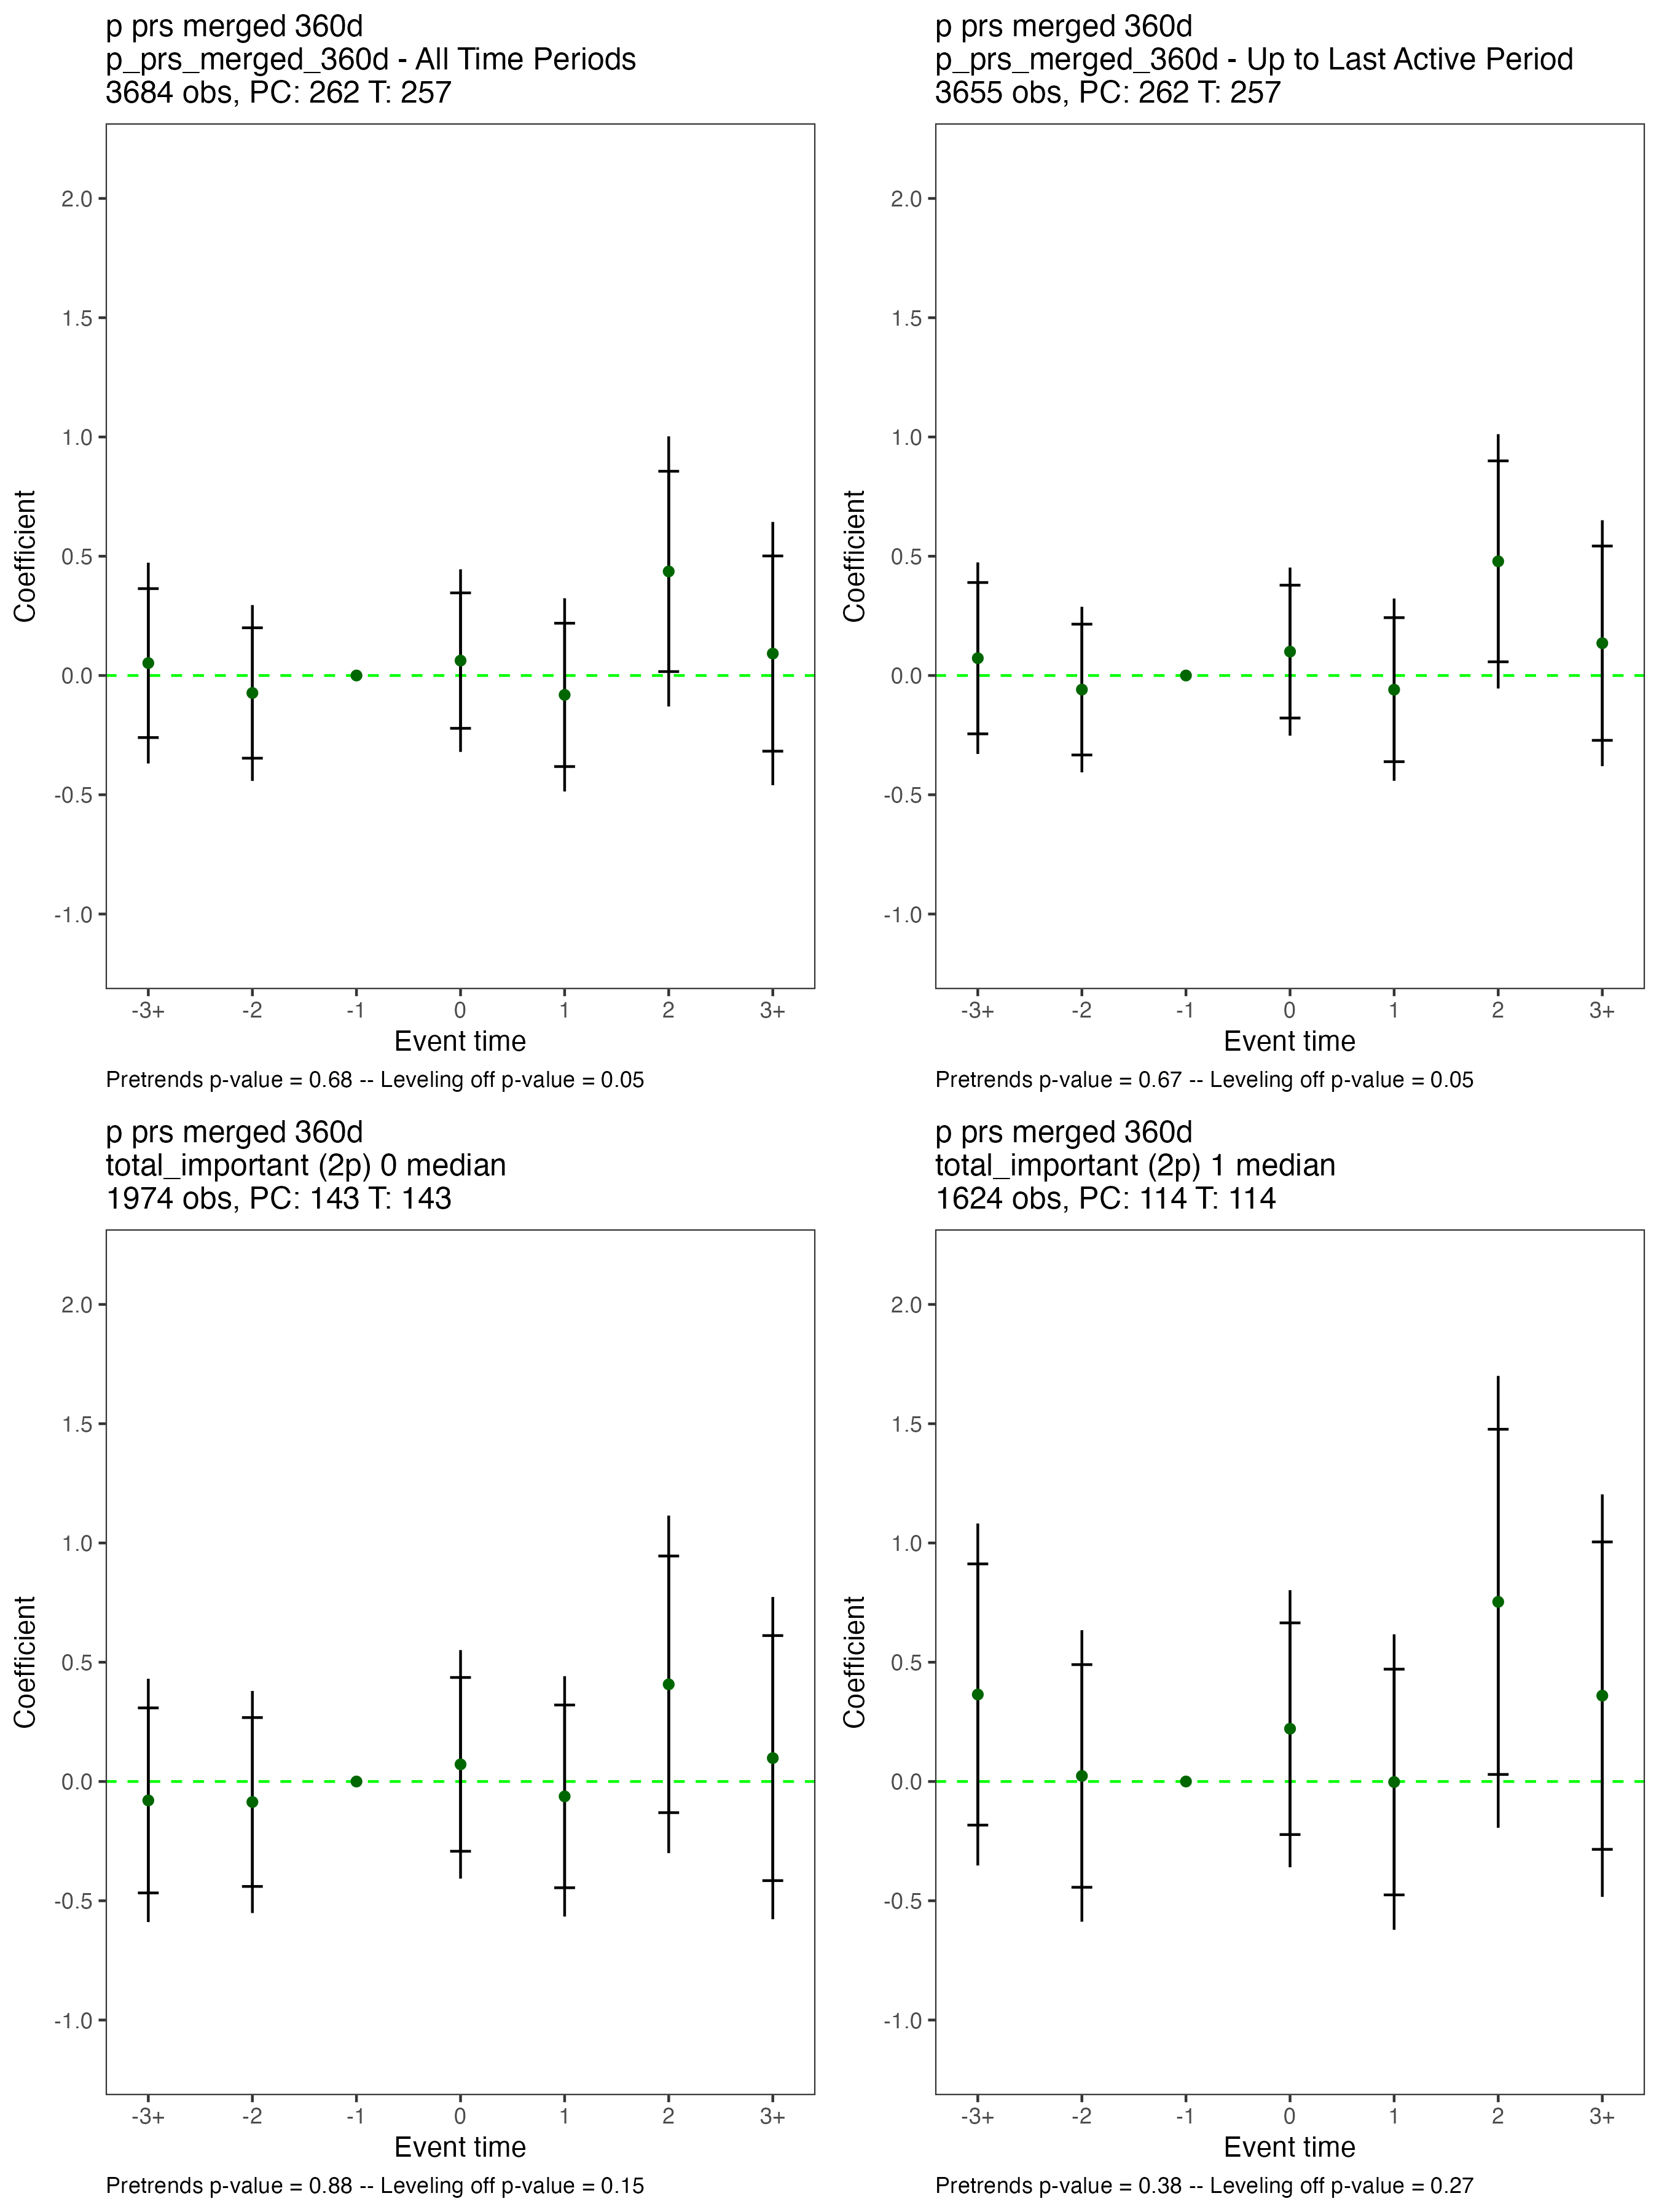 p prs merged 360d
p_prs_merged_360d - All Time Periods
3684 obs, PC: 262 T: 257
2.0
1.5
1.0
0.5
0.0
-0.5
-1.0
Coefficient
-3+ -2 -1 0 1 2 3+
Event time
Pretrends p-value = 0.68 -- Leveling off p-value = 0.05
p prs merged 360d
p_prs_merged_360d - Up to Last Active Period
3655 obs, PC: 262 T: 257
2.0
1.5
1.0
0.5
0.0
-0.5
-1.0
Coefficient
-3+ -2 -1 0 1 2 3+
Event time
Pretrends p-value = 0.67 -- Leveling off p-value = 0.05
p prs merged 360d
total_important (2p) 0 median
1974 obs, PC: 143 T: 143
2.0
1.5
1.0
0.5
0.0
-0.5
-1.0
Coefficient
-3+ -2 -1 0 1 2 3+
Event time
Pretrends p-value = 0.88 -- Leveling off p-value = 0.15
p prs merged 360d
total_important (2p) 1 median
1624 obs, PC: 114 T: 114
2.0
1.5
1.0
0.5
0.0
-0.5
-1.0
Coefficient
-3+ -2 -1 0 1 2 3+
Event time
Pretrends p-value = 0.38 -- Leveling off p-value = 0.27